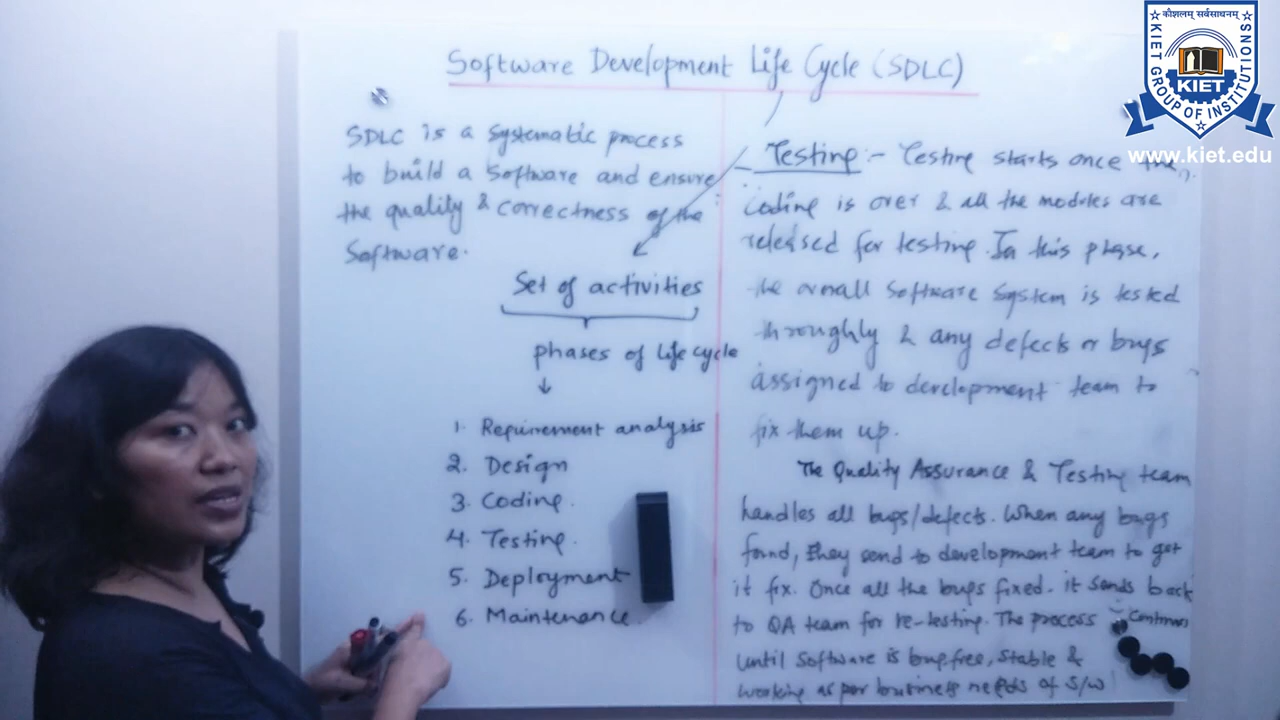 Software Development Life Cycle (SDLC)
SDLC is a systematic process
to build a software and ensure
the quality & correctness of the
software.
Set of activities
phases of life cycle
1. Requirement analysis
2. Design
3. Coding.
4. Testing.
5. Deployment
6. Maintenance
Testing:- Testing starts once the
coding is over & all the modules are
released for testing. In this phase,
the overall software system is tested
throughly & any defects or bugs
assigned to development team to
fix them up.
The Quality Assurance & Testing team
handles all bugs/defects. When any bugs
found, they send to development team to get
it fix. Once all the bugs fixed. it sends back
to QA team for re-testing. The process continues
until software is bug free, stable &
working as per business needs of S/W
कौशलम् सर्वसाधनम्
KIET GROUP OF INSTITUTIONS
KIET
www.kiet.edu